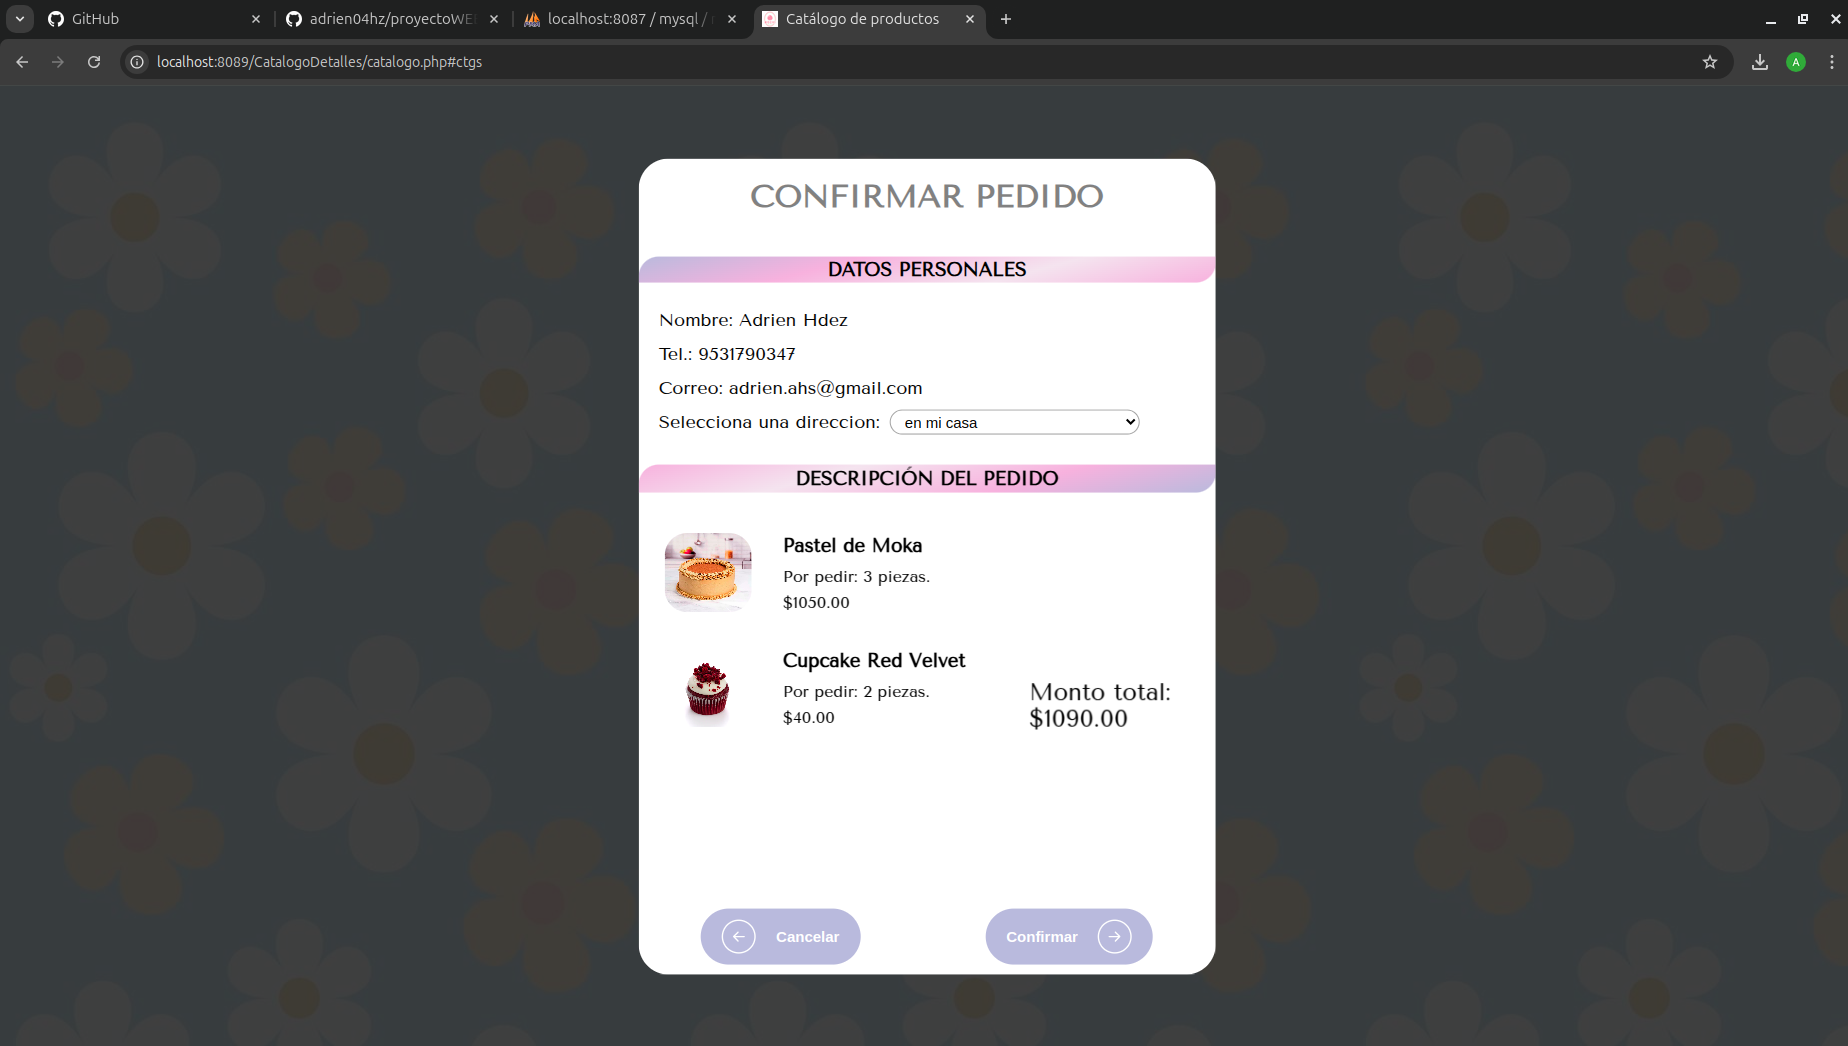 GitHub
adrien04hz/proyectoWE
localhost:8087 / mysql /
Catálogo de productos
localhost:8089/CatalogoDetalles/catalogo.php#ctgs
A
CONFIRMAR PEDIDO
DATOS PERSONALES
Nombre: Adrien Hdez
Tel.: 9531790347
Correo: adrien.ahs@gmail.com
Selecciona una direccion: en mi casa
DESCRIPCIÓN DEL PEDIDO
Pastel de Moka
Por pedir: 3 piezas.
$1050.00
Cupcake Red Velvet
Por pedir: 2 piezas.
$40.00
Monto total:
$1090.00
Cancelar
Confirmar